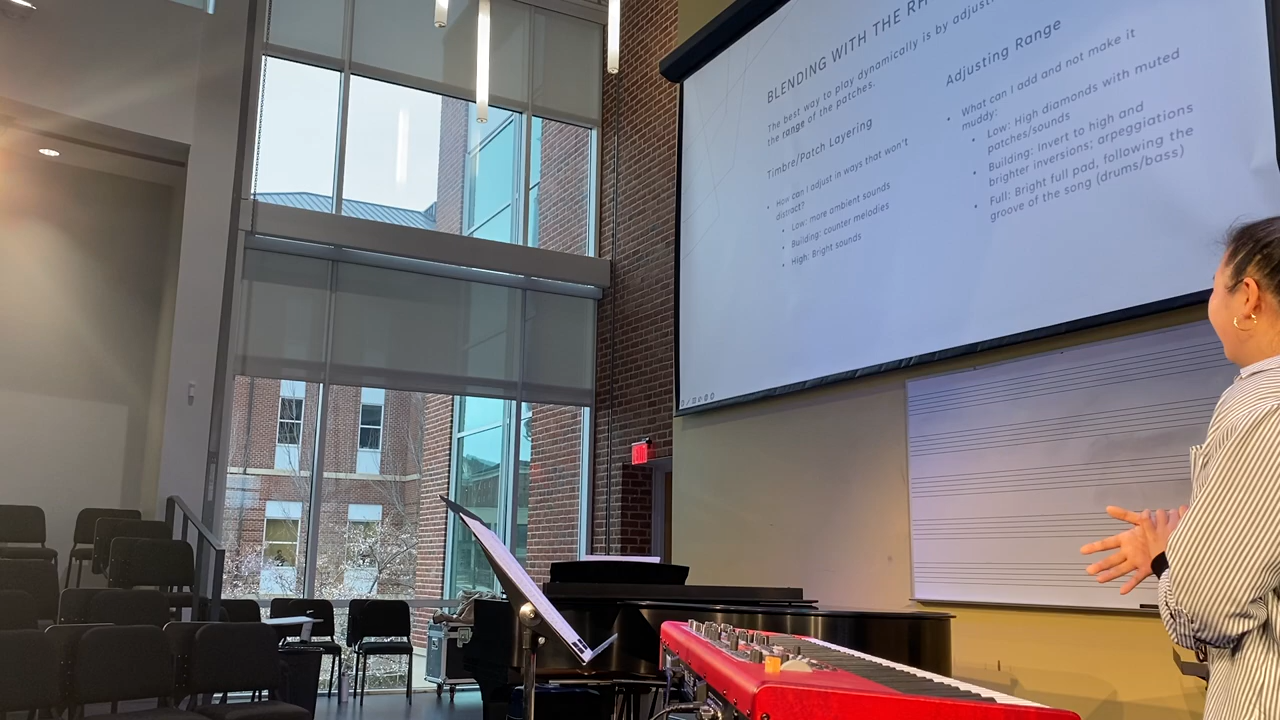 BLENDING WITH THE RH
The best way to play dynamically is by adjusti
the range of the patches.
Timbre/Patch Layering
• How can I adjust in ways that won't
distract?
• Low: more ambient sounds
• Building: counter melodies
• High: Bright sounds
Adjusting Range
• What can I add and not make it
muddy:
• Low: High diamonds with muted
patches/sounds
• Building: Invert to high and
brighter inversions; arpeggiations
• Full: Bright full pad, following the
groove of the song (drums/bass)
EXIT